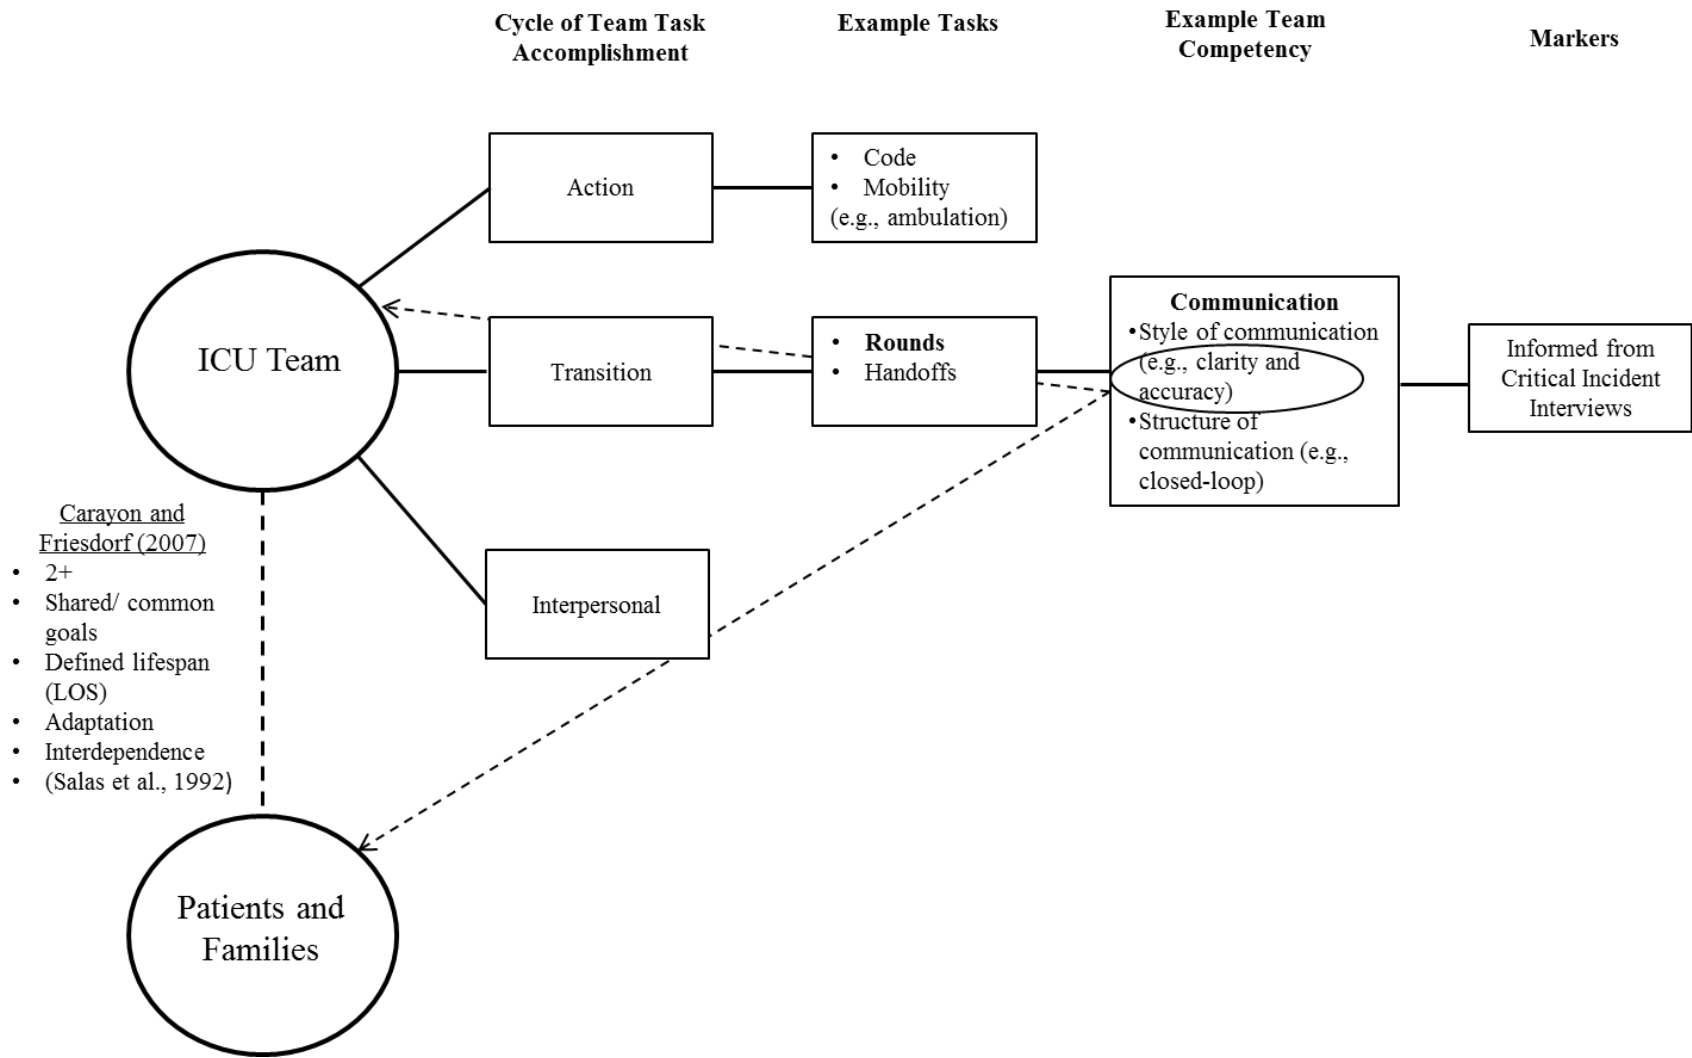 Cycle of Team Task
Accomplishment
Example Tasks
Example Team
Competency
Markers
Action
• Code
• Mobility
(e.g., ambulation)
ICU Team
Transition
• Rounds
• Handoffs
Communication
•Style of communication
(e.g., clarity and
accuracy)
•Structure of
communication (e.g.,
closed-loop)
Informed from
Critical Incident
Interviews
Interpersonal
Carayon and
Friesdorf (2007)
• 2+
• Shared/ common
goals
• Defined lifespan
(LOS)
• Adaptation
• Interdependence
• (Salas et al., 1992)
Patients and
Families